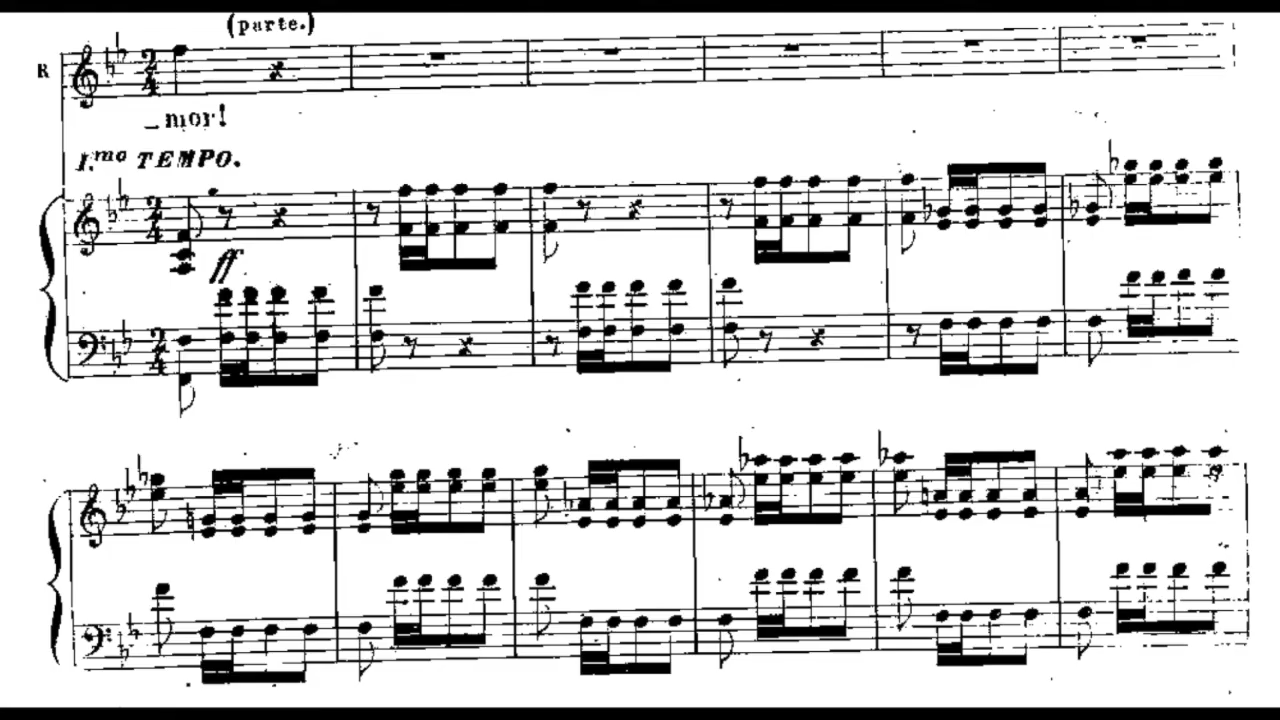 (parte.)
R
_mor!
I.mo TEMPO.
ff